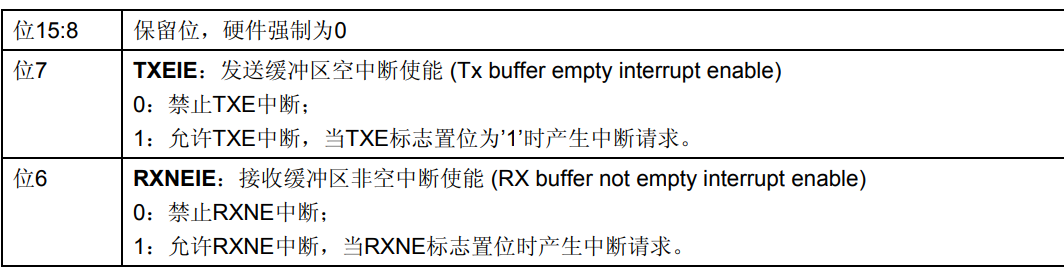 位15:8 保留位，硬件强制为0
位7 TXEIE：发送缓冲区空中断使能 (Tx buffer empty interrupt enable)
0：禁止TXE中断；
1：允许TXE中断，当TXE标志置位为’1’时产生中断请求。
位6 RXNEIE：接收缓冲区非空中断使能 (RX buffer not empty interrupt enable)
0：禁止RXNE中断；
1：允许RXNE中断，当RXNE标志置位时产生中断请求。